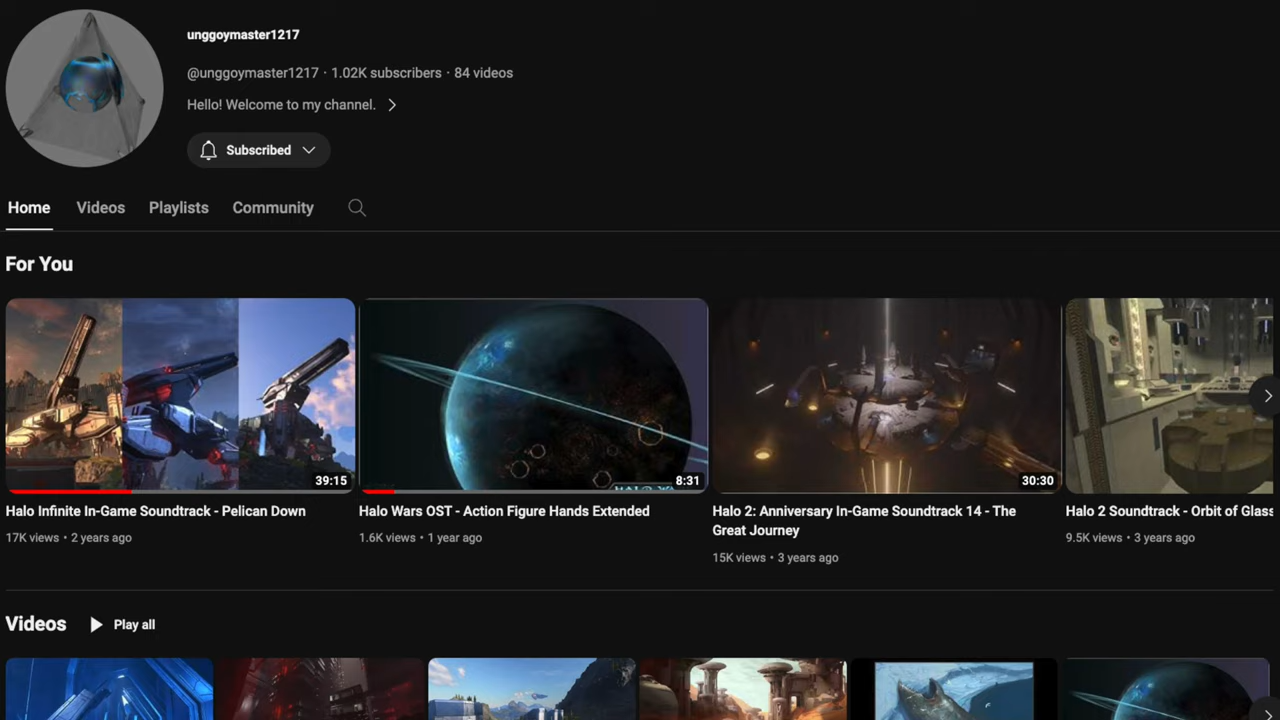 unggoymaster1217
@unggoymaster1217 · 1.02K subscribers · 84 videos
Hello! Welcome to my channel.
Subscribed
Home Videos Playlists Community
For You
39:15
8:31
30:30
Halo Infinite In-Game Soundtrack - Pelican Down
17K views • 2 years ago
Halo Wars OST - Action Figure Hands Extended
1.6K views • 1 year ago
Halo 2: Anniversary In-Game Soundtrack 14 - The
Great Journey
15K views • 3 years ago
Halo 2 Soundtrack - Orbit of Glass
9.5K views • 3 years ago
Videos Play all